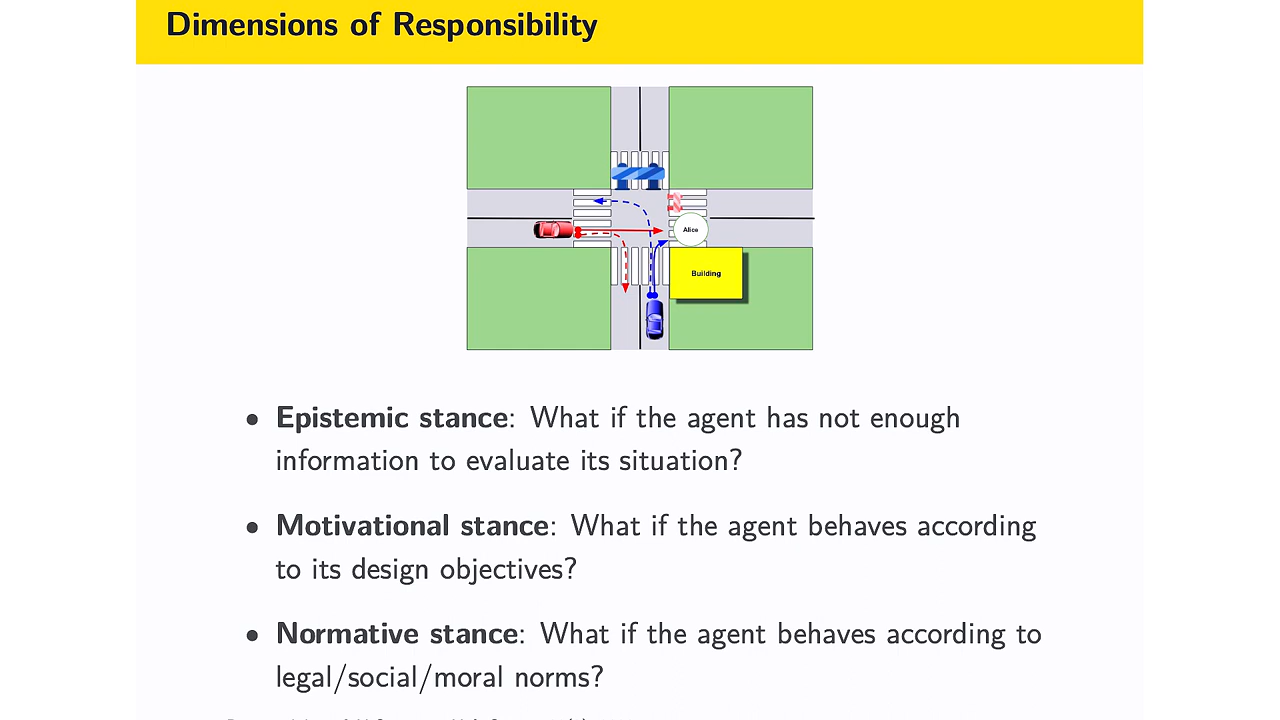 Dimensions of Responsibility
Alice
Building
• Epistemic stance: What if the agent has not enough
information to evaluate its situation?
• Motivational stance: What if the agent behaves according
to its design objectives?
• Normative stance: What if the agent behaves according to
legal/social/moral norms?